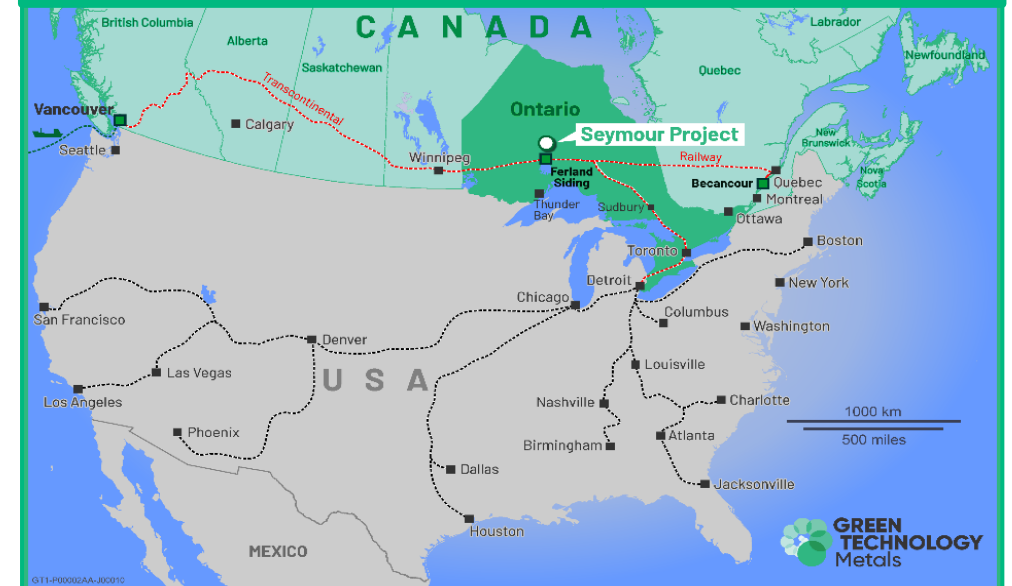 British Columbia
CANADA
Labrador
Alberta
Newfoundland
Saskatchewan
Quebec
Transcontinental
Vancouver
Ontario
Calgary
Seymour Project
New
Brunswick
Seattle
Winnipeg
Railway
Nova
Scotia
Ferland
Siding
Becancour
Quebec
Montreal
Thunder
Bay
Sudbury
Ottawa
Toronto
Boston
Detroit
New York
Chicago
Columbus
San Francisco
Washington
Denver
Louisville
Las Vegas
USA
Los Angeles
Nashville
Charlotte
1000 km
500 miles
Phoenix
Birmingham
Atlanta
Dallas
Jacksonville
Houston
GREEN
TECHNOLOGY
Metals
MEXICO
GT1-P00002AA-J00010